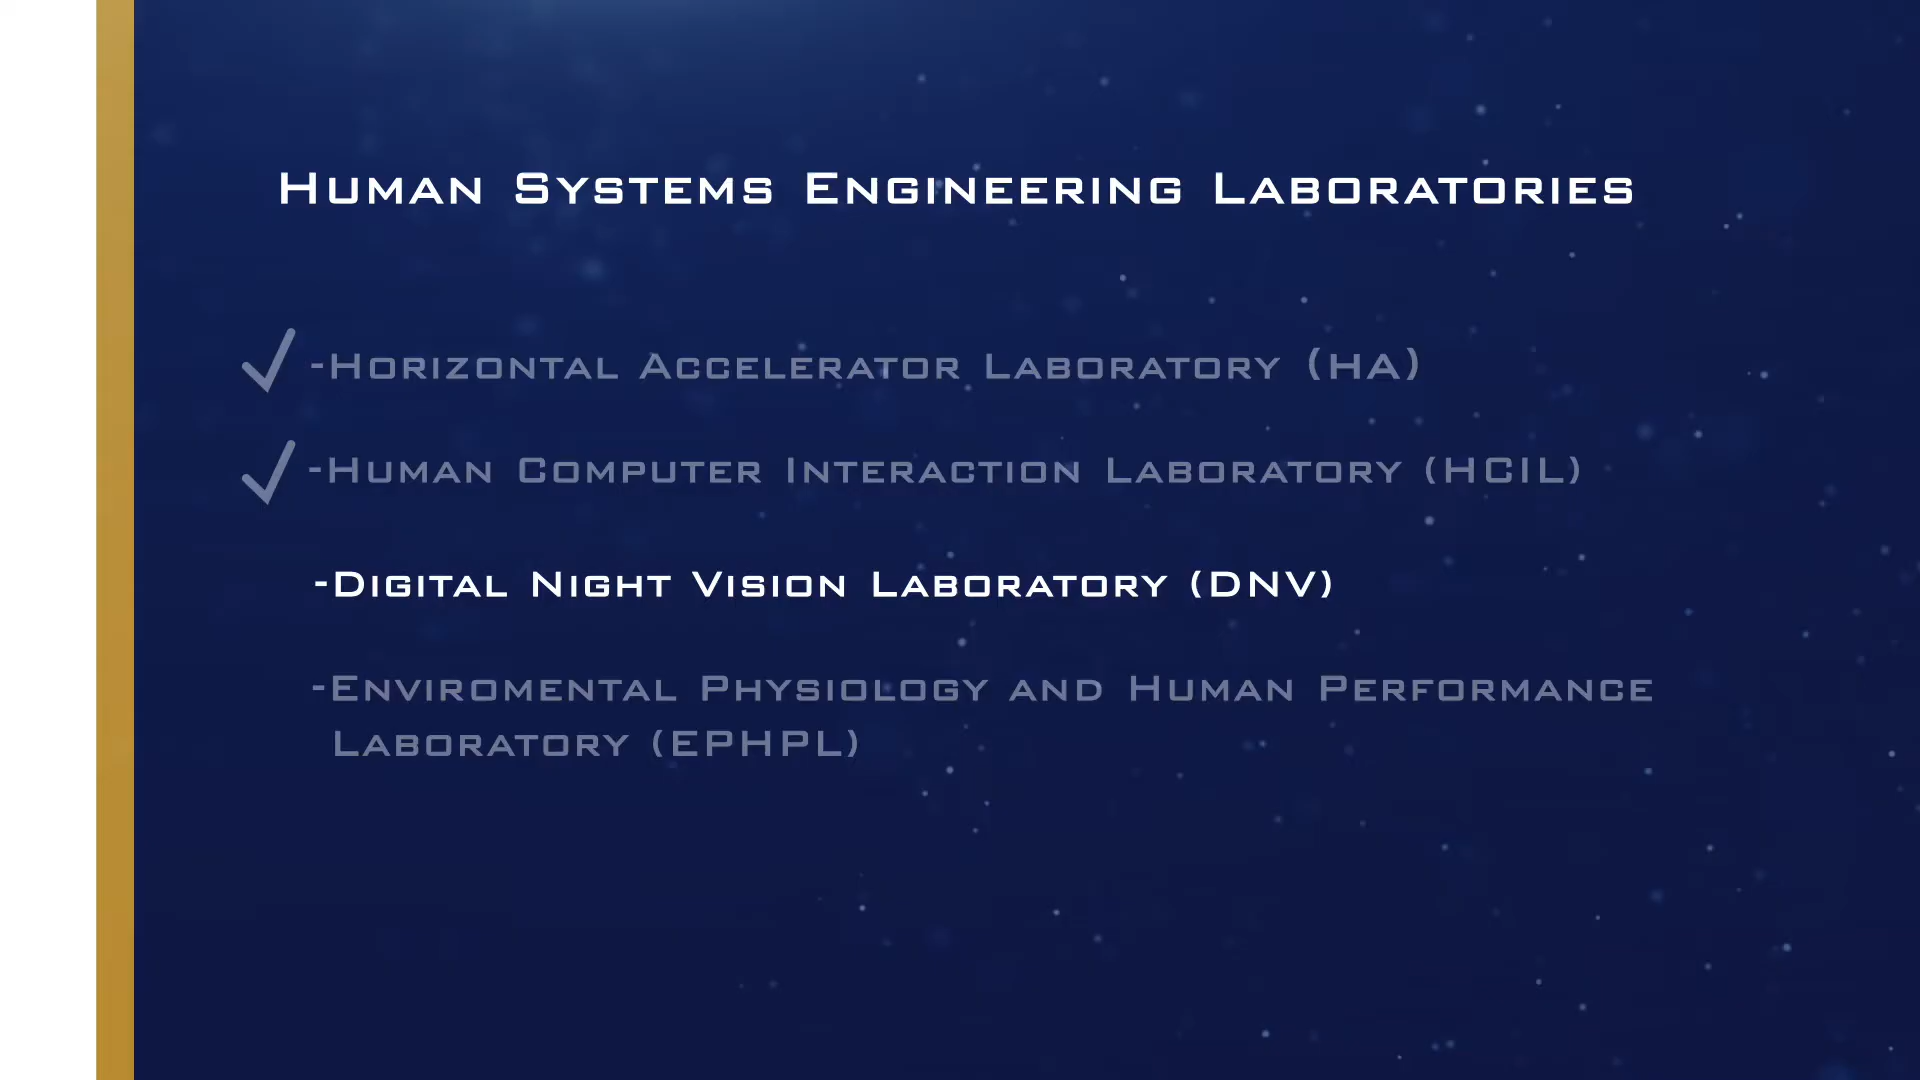 Human Systems Engineering Laboratories
-Horizontal Accelerator Laboratory (HA)
-Human Computer Interaction Laboratory (HCIL)
-Digital Night Vision Laboratory (DNV)
-Enviromental Physiology and Human Performance
Laboratory (EPHPL)